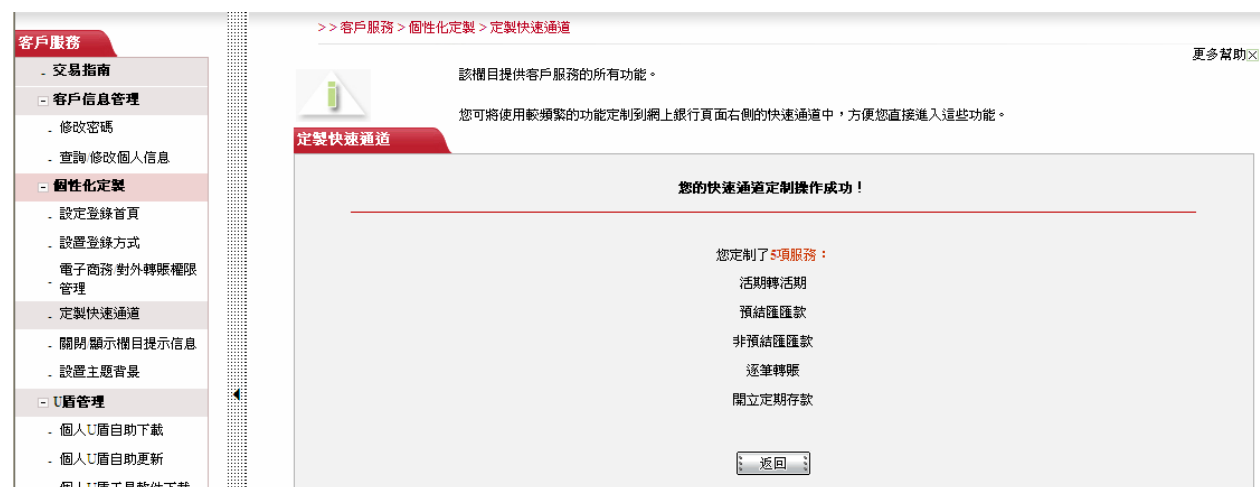 >>客戶服務 > 個性化定製 > 定製快速通道
更多幫助
該欄目提供客戶服務的所有功能。
您可將使用較頻繁的功能定制到網上銀行頁面右側的快速通道中，方便您直接進入這些功能。
客戶服務
交易指南
客戶信息管理
修改密碼
查詢/修改個人信息
個性化定製
設定登錄首頁
設置登錄方式
電子商務/對外轉賬權限
管理
定製快速通道
關閉/顯示欄目提示信息
設置主題背景
U盾管理
個人U盾自助下載
個人U盾自助更新
個人U盾工具軟件下載
定製快速通道
您的快速通道定制操作成功！
您定制了5項服務：
活期轉活期
預結匯匯款
非預結匯匯款
逐筆轉賬
開立定期存款
返回